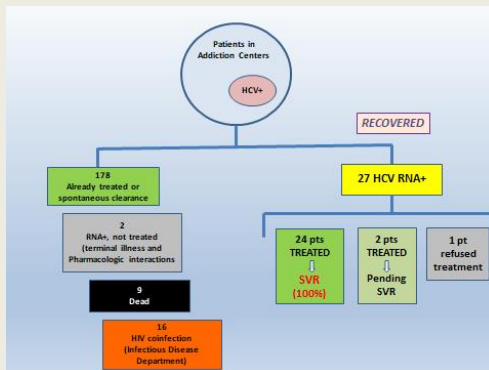 Patients in
Addiction Centers
HCV+
RECOVERED
178
Already treated or
spontaneous clearance
27 HCV RNA+
2
RNA+, not treated
(terminal illness and
Pharmacologic interactions
24 pts
TREATED
SVR
(100%)
2 pts
TREATED
Pending
SVR
1 pt
refused
treatment
9
Dead
16
HIV coinfection
(Infectious Disease
Department)